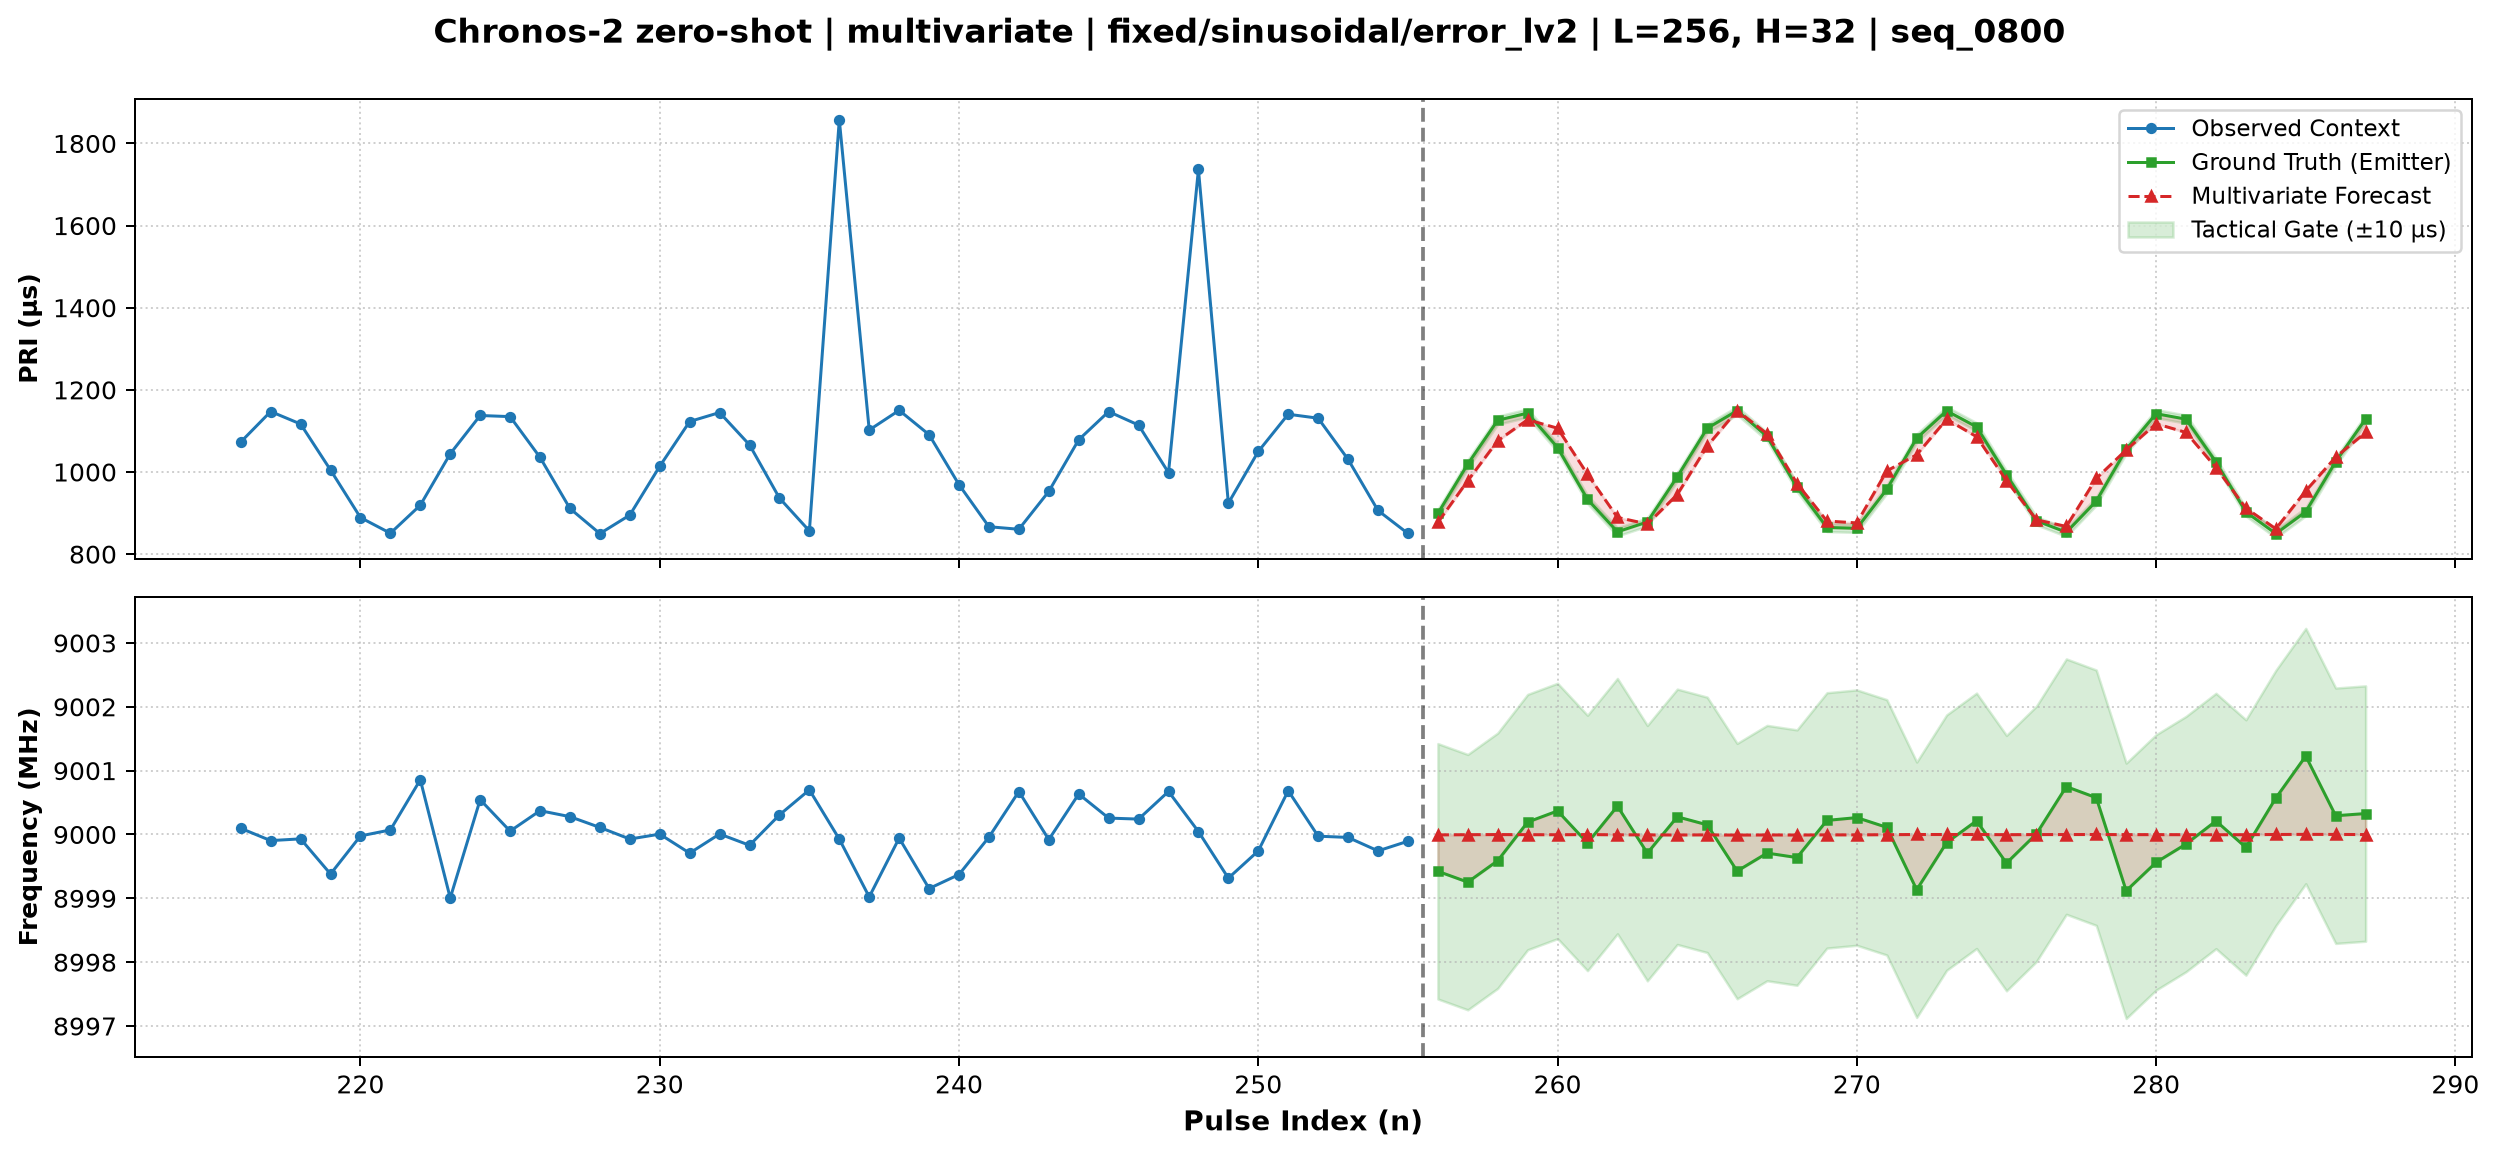 Chronos-2 zero-shot | multivariate | fixed/sinusoidal/error_lv2 | L=256, H=32 | seq_0800
PRI (µs)
1800
1600
1400
1200
1000
800
Observed Context
Ground Truth (Emitter)
Multivariate Forecast
Tactical Gate (±10 µs)
Frequency (MHz)
9003
9002
9001
9000
8999
8998
8997
220
230
240
250
260
270
280
290
Pulse Index (n)